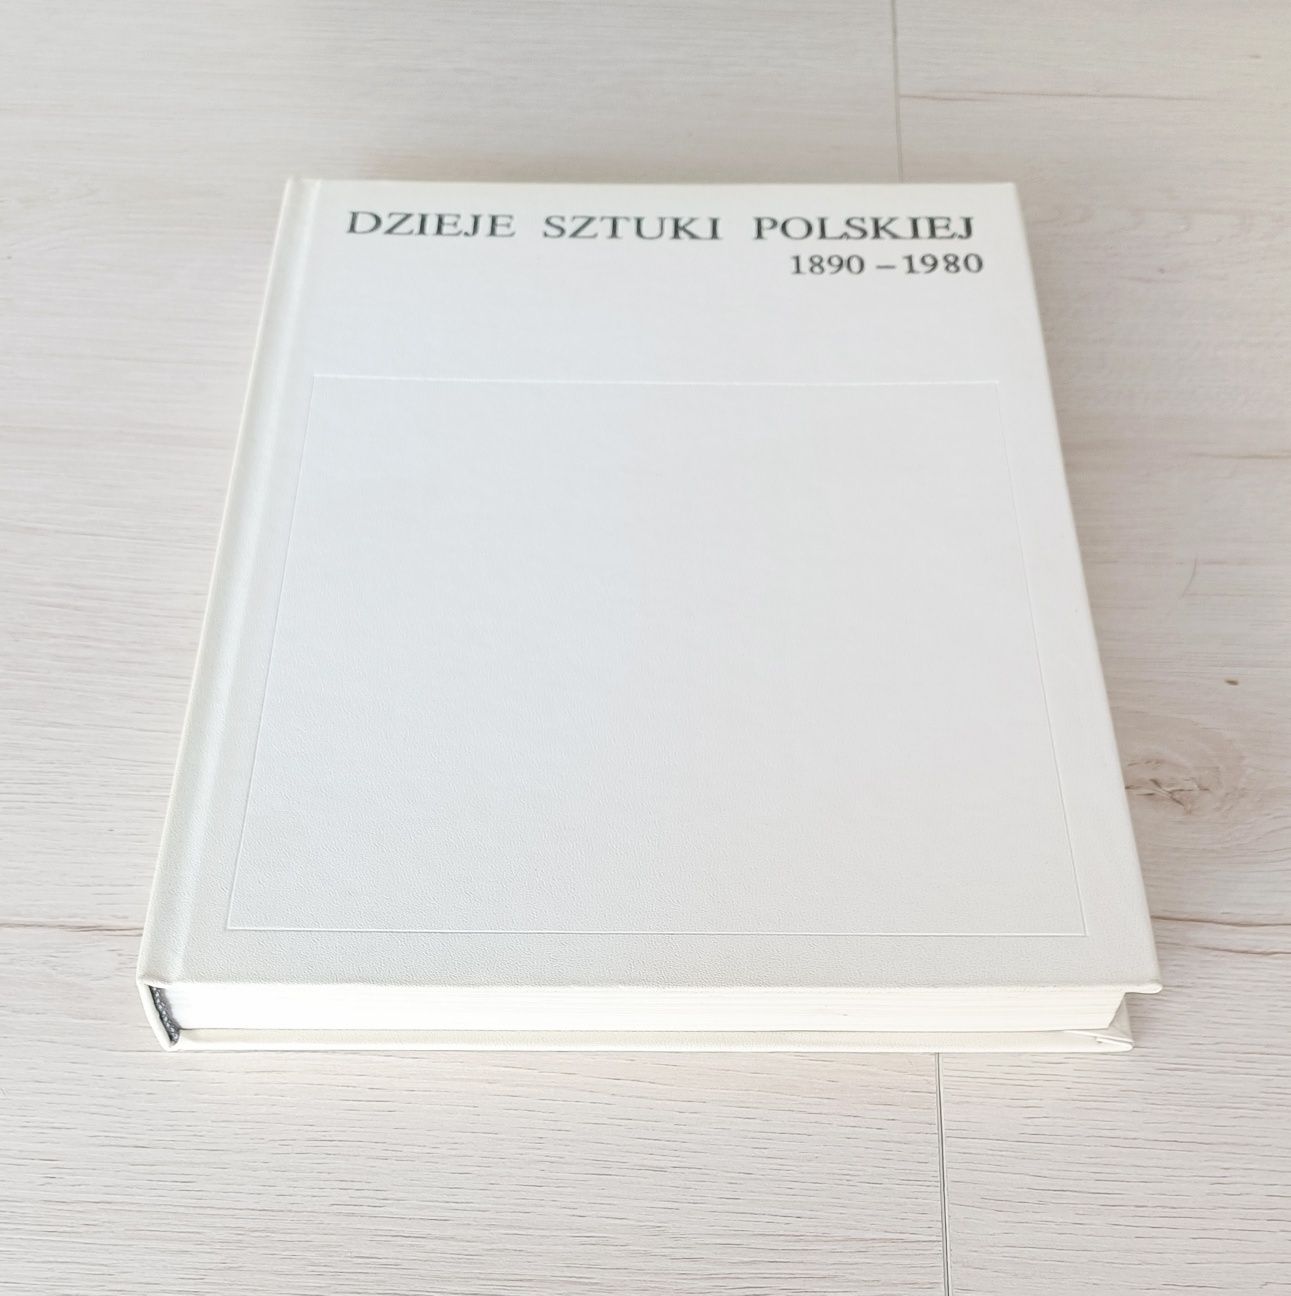 DZIEJE SZTUKI POLSKIEJ
1890 – 1980